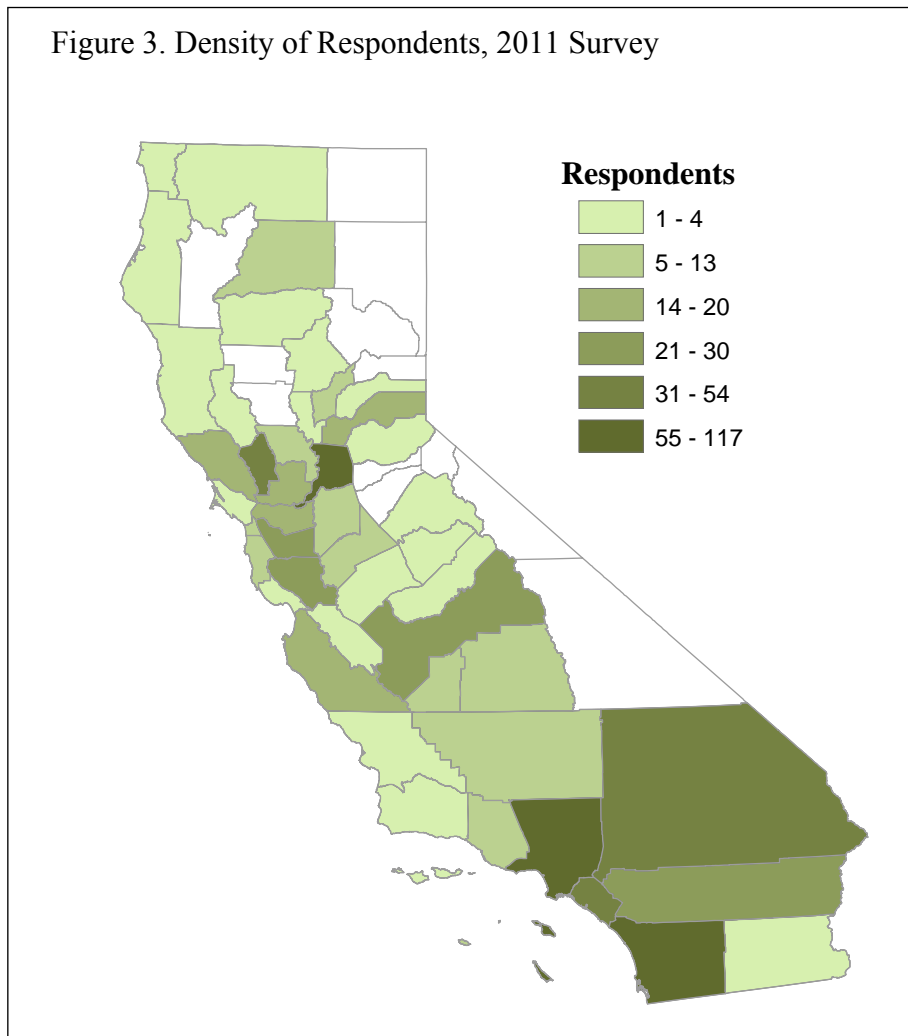 Figure 3. Density of Respondents, 2011 Survey
Respondents
1 - 4
5 - 13
14 - 20
21 - 30
31 - 54
55 - 117